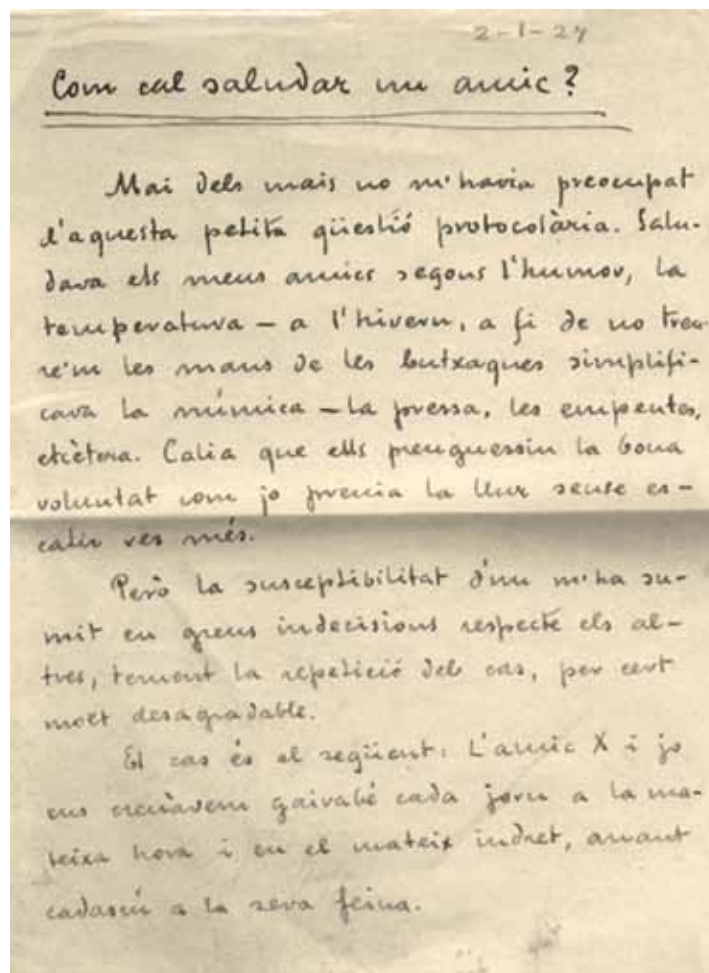 2-1-24
Com cal saludar un amic?
Mai dels mais no m'havia preocupat
d'aquesta petita qüestió protocolària. Salu-
dava els meus amics segons l'humor, la
temperatura — a l'hivern, a fi de no treu-
re'm les mans de les butxaques simplifi-
cava la mímica — la pressa, les empentes,
etcètera. Calia que ells prenguessin la bona
voluntat com jo prenia la llur sense es-
catir res més.
Però la susceptibilitat d'un m'ha su-
mit en greus indecisions respecte els al-
tres, tement la repetició del cas, per cert
molt desagradable.
El cas és el següent: L'amic X i jo
ens creuàvem gairabé cada jorn a la ma-
teixa hora i en el mateix indret, anant
cadascú a la seva feina.